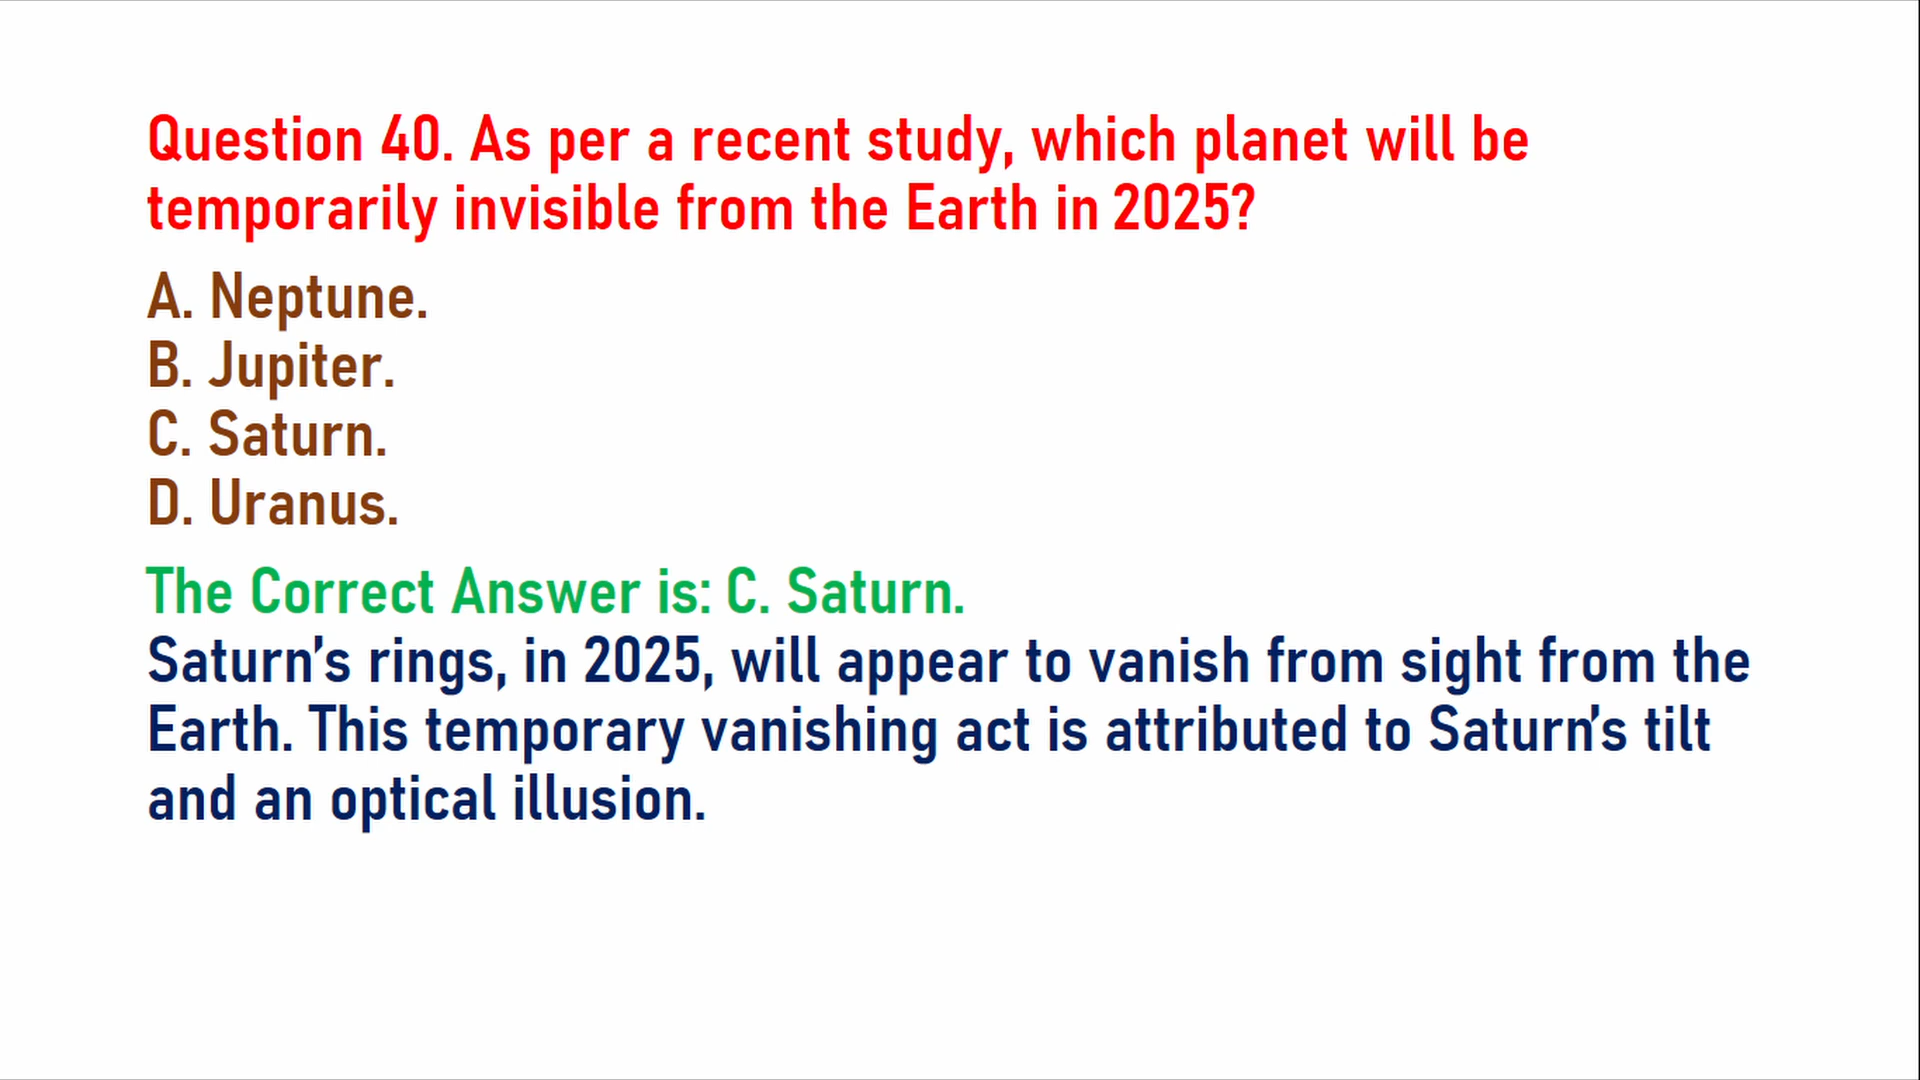 Question 40. As per a recent study, which planet will be
temporarily invisible from the Earth in 2025?
A. Neptune.
B. Jupiter.
C. Saturn.
D. Uranus.
The Correct Answer is: C. Saturn.
Saturn’s rings, in 2025, will appear to vanish from sight from the
Earth. This temporary vanishing act is attributed to Saturn’s tilt
and an optical illusion.